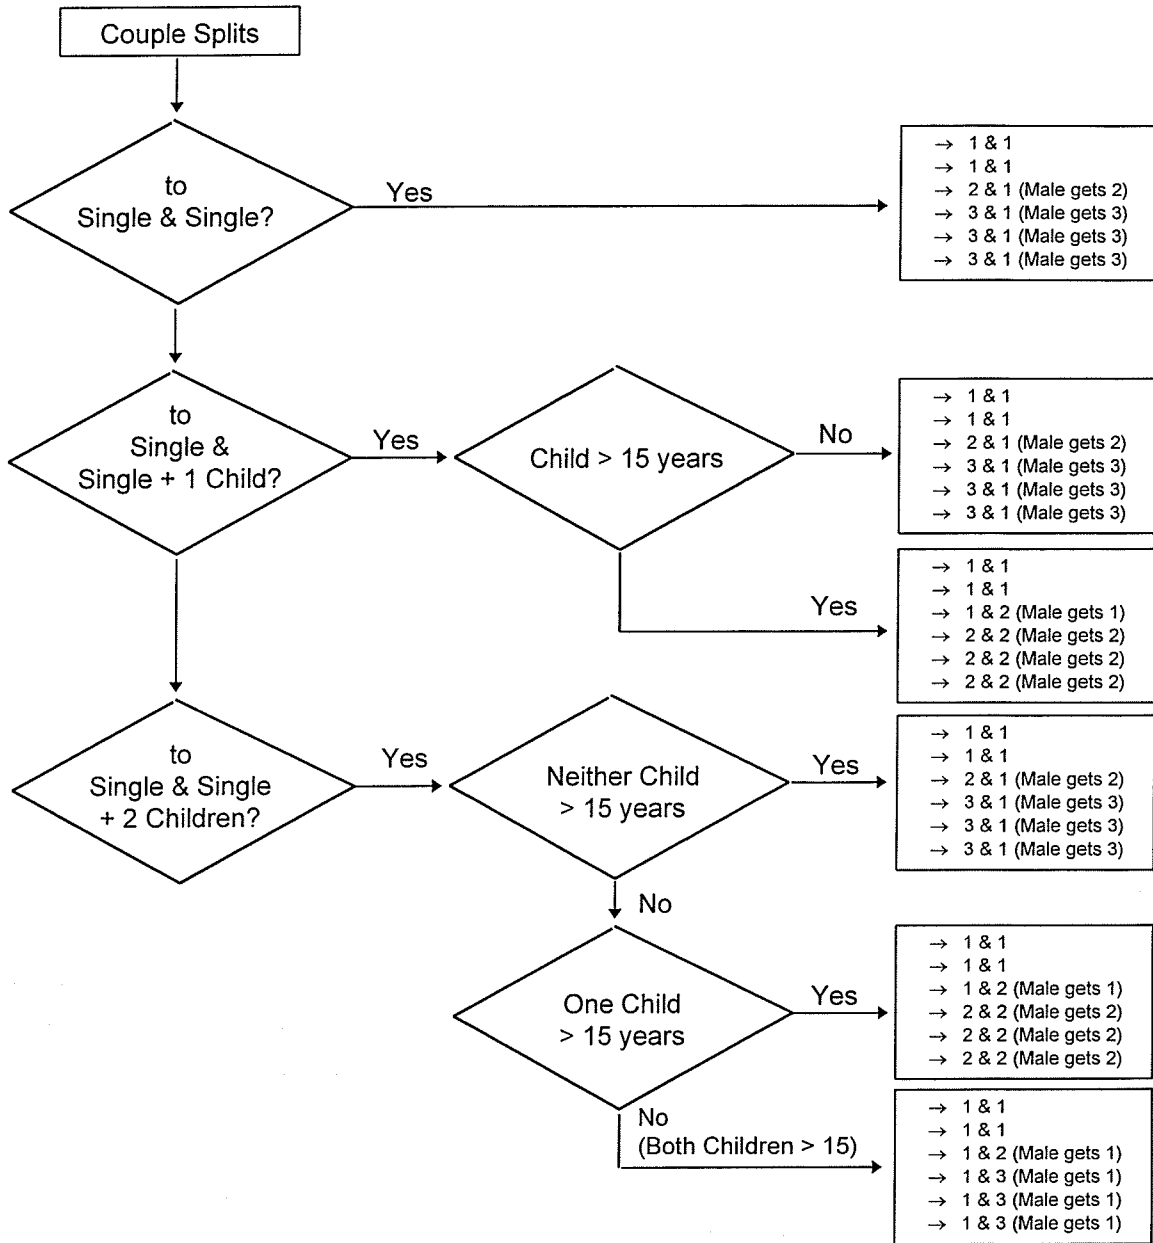 Couple Splits
to
Single & Single?
Yes
→ 1 & 1
→ 1 & 1
→ 2 & 1 (Male gets 2)
→ 3 & 1 (Male gets 3)
→ 3 & 1 (Male gets 3)
→ 3 & 1 (Male gets 3)
to
Single &
Single + 1 Child?
Yes
Child > 15 years
No
→ 1 & 1
→ 1 & 1
→ 2 & 1 (Male gets 2)
→ 3 & 1 (Male gets 3)
→ 3 & 1 (Male gets 3)
→ 3 & 1 (Male gets 3)
Yes
→ 1 & 1
→ 1 & 1
→ 1 & 2 (Male gets 1)
→ 2 & 2 (Male gets 2)
→ 2 & 2 (Male gets 2)
→ 2 & 2 (Male gets 2)
to
Single & Single
+ 2 Children?
Yes
Neither Child
> 15 years
Yes
→ 1 & 1
→ 1 & 1
→ 2 & 1 (Male gets 2)
→ 3 & 1 (Male gets 3)
→ 3 & 1 (Male gets 3)
→ 3 & 1 (Male gets 3)
No
One Child
> 15 years
Yes
→ 1 & 1
→ 1 & 1
→ 1 & 2 (Male gets 1)
→ 2 & 2 (Male gets 2)
→ 2 & 2 (Male gets 2)
→ 2 & 2 (Male gets 2)
No
(Both Children > 15)
→ 1 & 1
→ 1 & 1
→ 1 & 2 (Male gets 1)
→ 1 & 3 (Male gets 1)
→ 1 & 3 (Male gets 1)
→ 1 & 3 (Male gets 1)